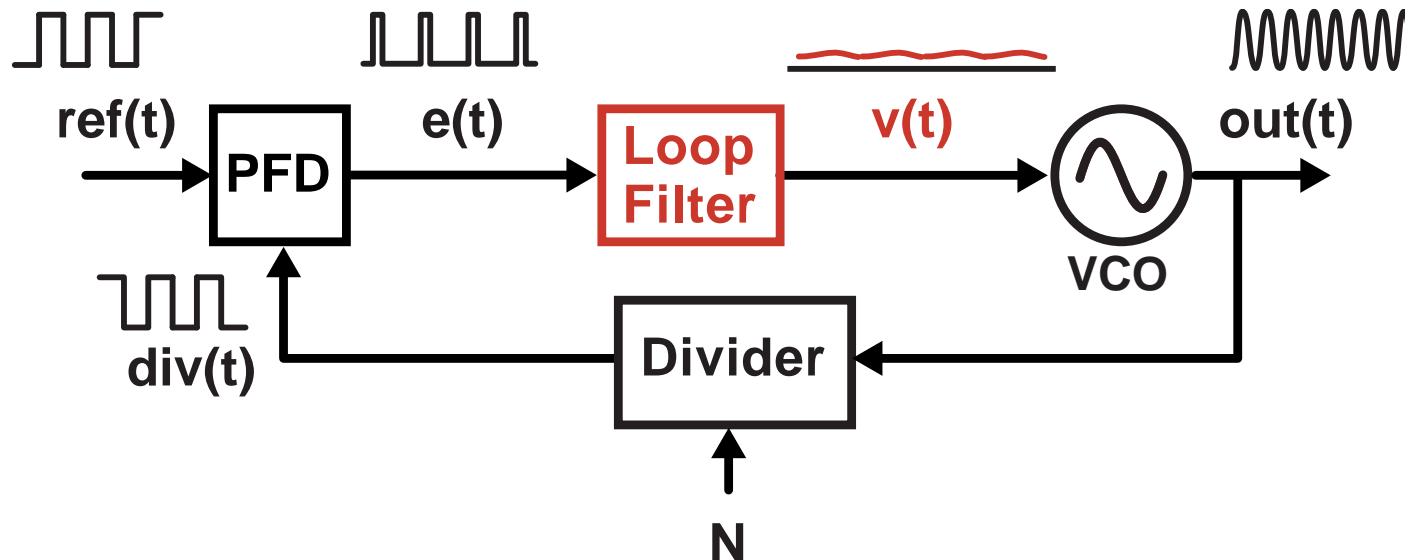 ref(t)
PFD
e(t)
Loop
Filter
v(t)
out(t)
VCO
div(t)
Divider
N